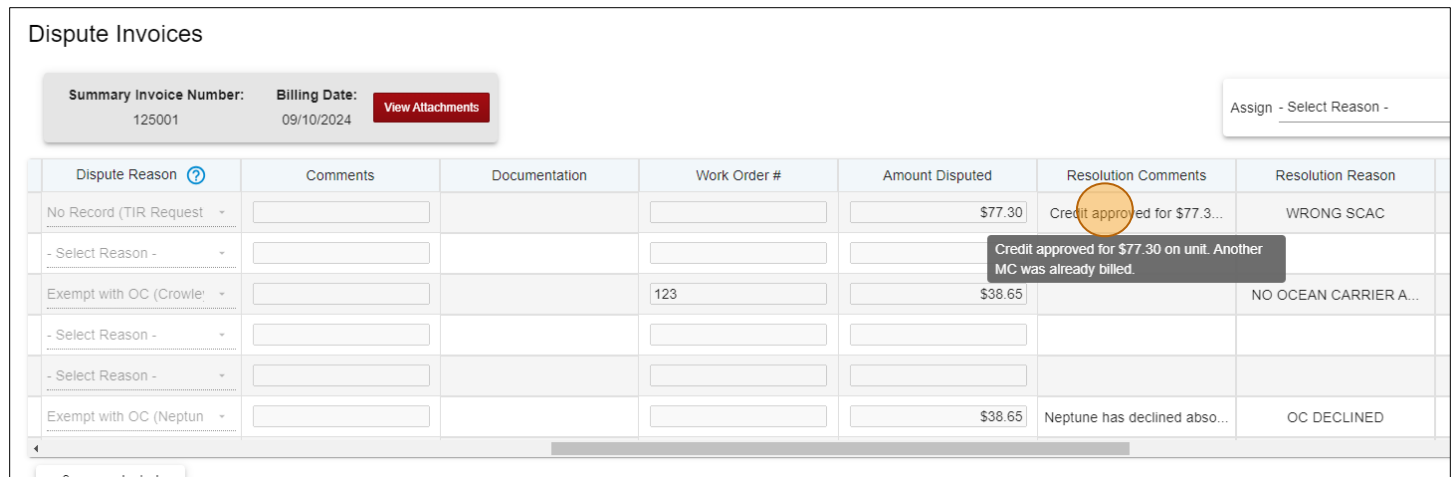 Dispute Invoices
Summary Invoice Number: Billing Date: View Attachments
125001 09/10/2024
Assign - Select Reason -
Dispute Reason ? Comments Documentation Work Order # Amount Disputed Resolution Comments Resolution Reason
No Record (TIR Request $77.30 Credit approved for $77.3... WRONG SCAC
- Select Reason -
Credit approved for $77.30 on unit. Another
MC was already billed.
Exempt with OC (Crowley 123 $38.65 NO OCEAN CARRIER A...
- Select Reason -
- Select Reason -
Exempt with OC (Neptun $38.65 Neptune has declined abso... OC DECLINED